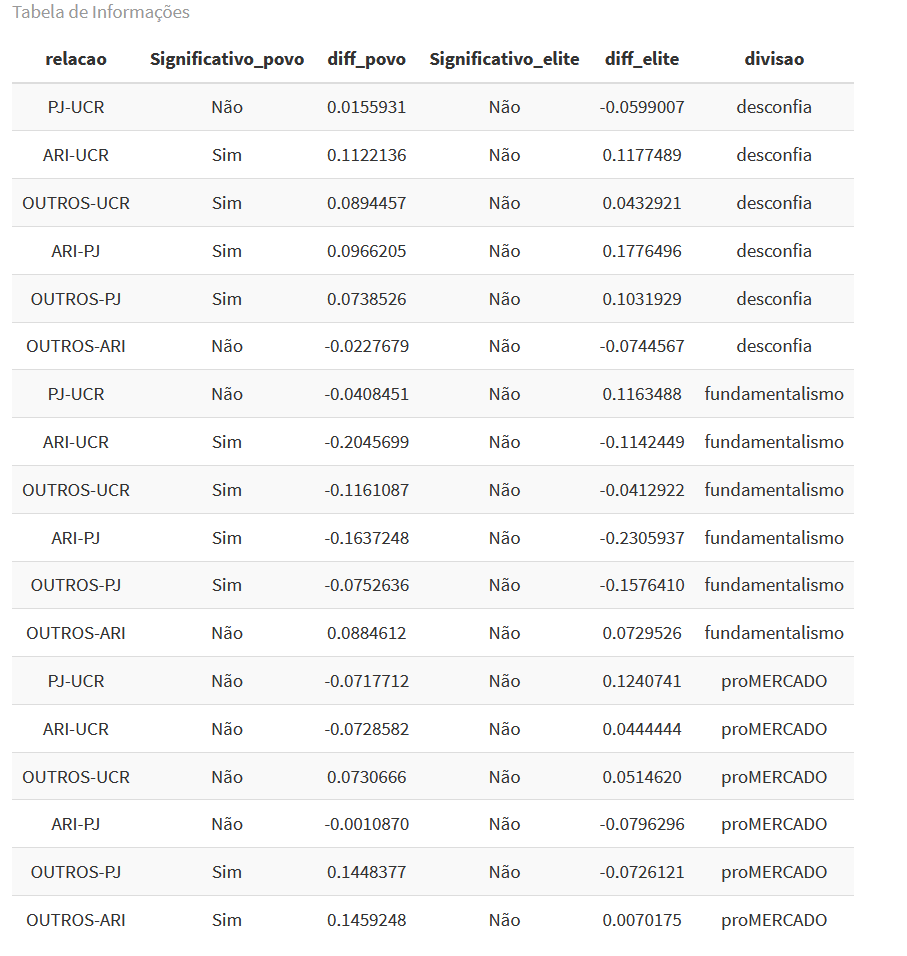 Tabela de Informações
relacao Significativo_povo diff_povo Significativo_elite diff_elite divisao
PJ-UCR Não 0.0155931 Não -0.0599007 desconfia
ARI-UCR Sim 0.1122136 Não 0.1177489 desconfia
OUTROS-UCR Sim 0.0894457 Não 0.0432921 desconfia
ARI-PJ Sim 0.0966205 Não 0.1776496 desconfia
OUTROS-PJ Sim 0.0738526 Não 0.1031929 desconfia
OUTROS-ARI Não -0.0227679 Não -0.0744567 desconfia
PJ-UCR Não -0.0408451 Não 0.1163488 fundamentalismo
ARI-UCR Sim -0.2045699 Não -0.1142449 fundamentalismo
OUTROS-UCR Sim -0.1161087 Não -0.0412922 fundamentalismo
ARI-PJ Sim -0.1637248 Não -0.2305937 fundamentalismo
OUTROS-PJ Sim -0.0752636 Não -0.1576410 fundamentalismo
OUTROS-ARI Não 0.0884612 Não 0.0729526 fundamentalismo
PJ-UCR Não -0.0717712 Não 0.1240741 proMERCADO
ARI-UCR Não -0.0728582 Não 0.0444444 proMERCADO
OUTROS-UCR Não 0.0730666 Não 0.0514620 proMERCADO
ARI-PJ Não -0.0010870 Não -0.0796296 proMERCADO
OUTROS-PJ Sim 0.1448377 Não -0.0726121 proMERCADO
OUTROS-ARI Sim 0.1459248 Não 0.0070175 proMERCADO